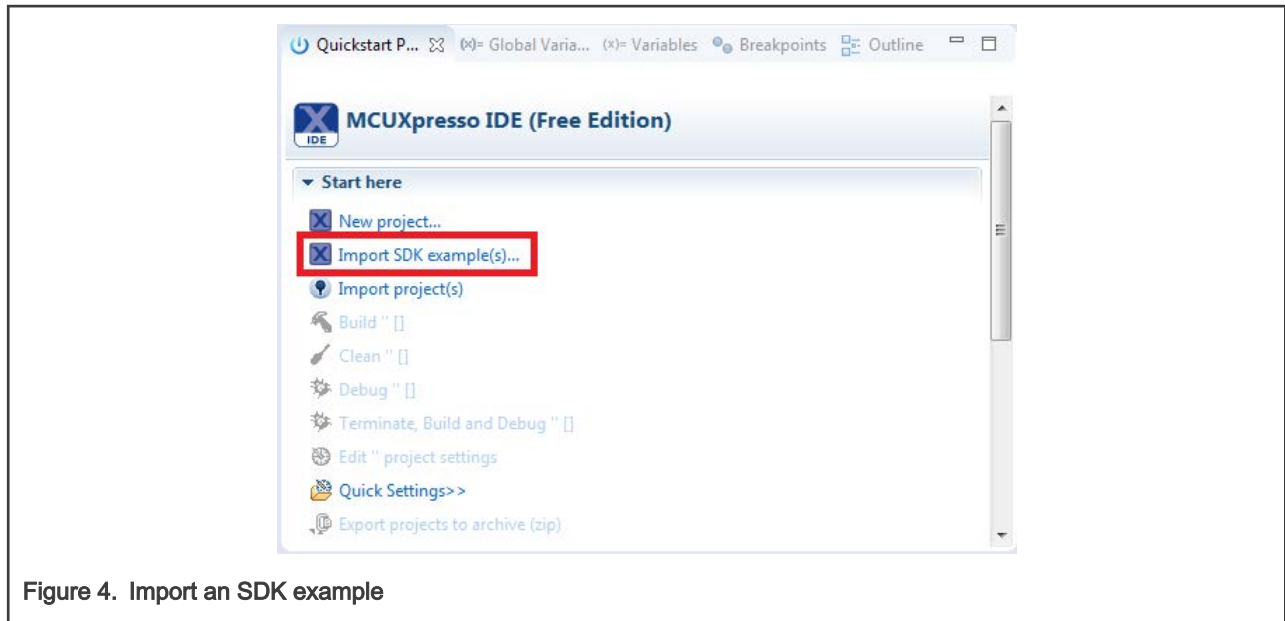 Quickstart P... (x)= Global Varia... (x)= Variables Breakpoints Outline
MCUXpresso IDE (Free Edition)
IDE
Start here
New project...
Import SDK example(s)...
Import project(s)
Build '' []
Clean '' []
Debug '' []
Terminate, Build and Debug '' []
Edit '' project settings
Quick Settings>>
Export projects to archive (zip)
Figure 4. Import an SDK example